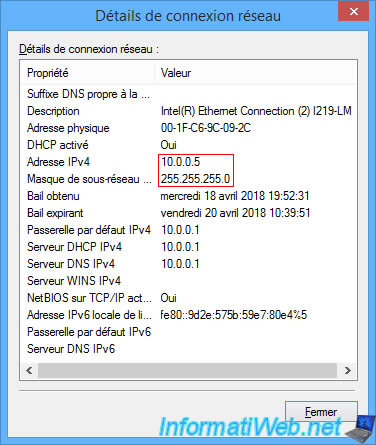 Détails de connexion réseau
Détails de connexion réseau :
Propriété Valeur
Suffixe DNS propre à la ...
Description Intel(R) Ethernet Connection (2) I219-LM
Adresse physique 00-1F-C6-9C-09-2C
DHCP activé Oui
Adresse IPv4 10.0.0.5
Masque de sous-réseau ... 255.255.255.0
Bail obtenu mercredi 18 avril 2018 19:52:31
Bail expirant vendredi 20 avril 2018 10:39:51
Passerelle par défaut IPv4 10.0.0.1
Serveur DHCP IPv4 10.0.0.1
Serveur DNS IPv4 10.0.0.1
Serveur WINS IPv4
NetBIOS sur TCP/IP act... Oui
Adresse IPv6 locale de li... fe80::9d2e:575b:59e7:80e4%5
Passerelle par défaut IPv6
Serveur DNS IPv6
Fermer
InformatiWeb.net